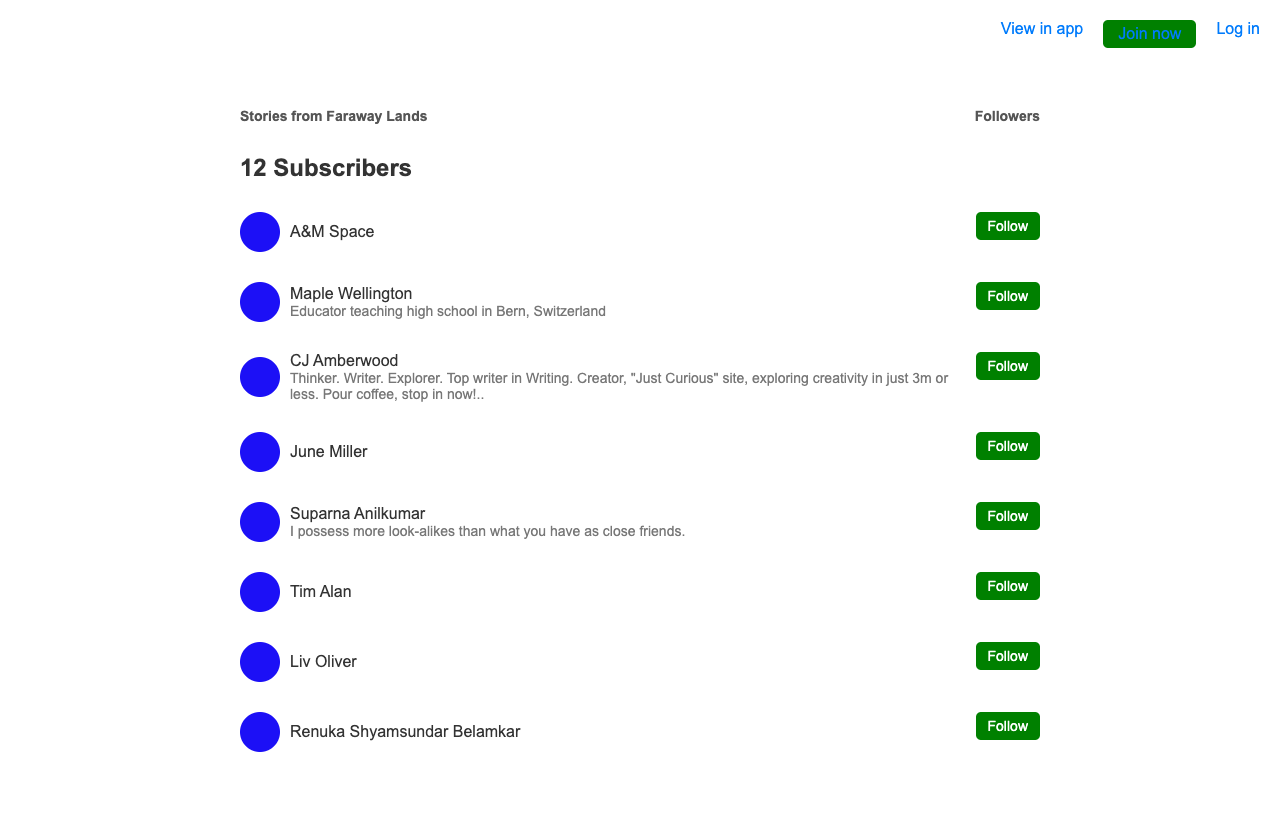 View in app Join now Log in
Stories from Faraway Lands Followers
12 Subscribers
A&M Space Follow
Maple Wellington Follow
Educator teaching high school in Bern, Switzerland
CJ Amberwood Follow
Thinker. Writer. Explorer. Top writer in Writing. Creator, "Just Curious" site, exploring creativity in just 3m or
less. Pour coffee, stop in now!..
June Miller Follow
Suparna Anilkumar Follow
I possess more look-alikes than what you have as close friends.
Tim Alan Follow
Liv Oliver Follow
Renuka Shyamsundar Belamkar Follow